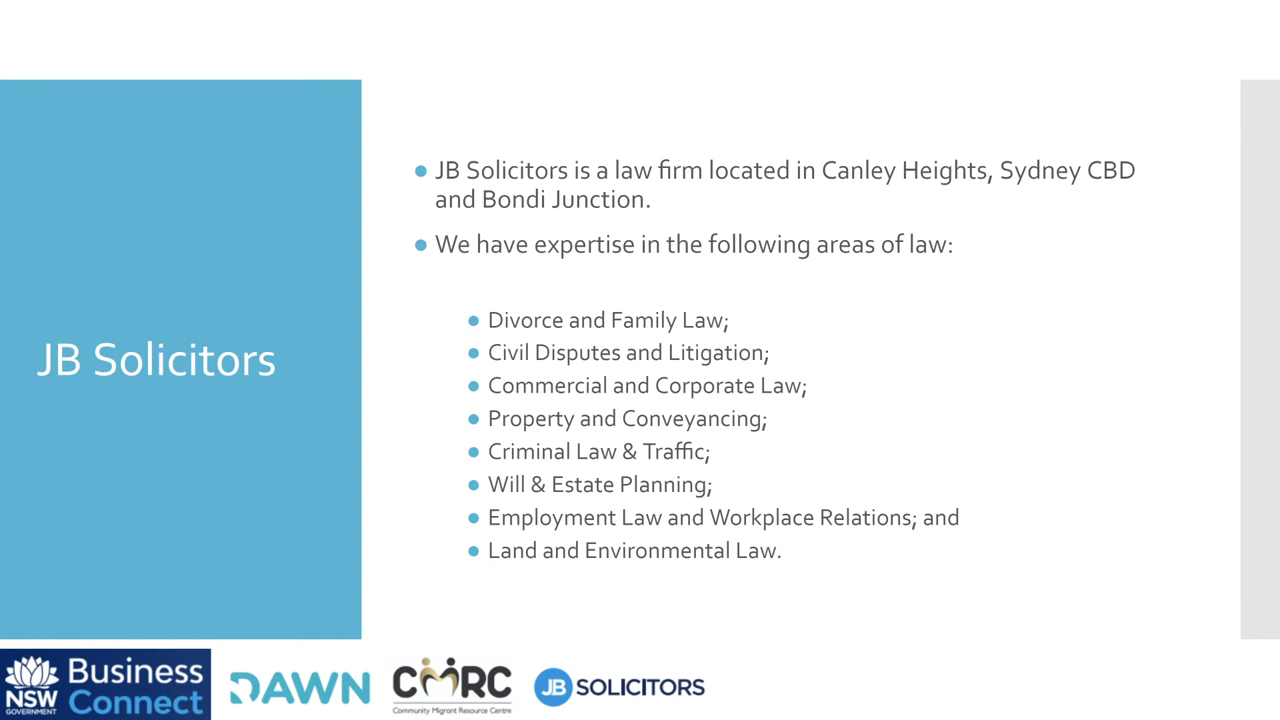 JB Solicitors
JB Solicitors is a law firm located in Canley Heights, Sydney CBD
and Bondi Junction.
We have expertise in the following areas of law:
Divorce and Family Law;
Civil Disputes and Litigation;
Commercial and Corporate Law;
Property and Conveyancing;
Criminal Law & Traffic;
Will & Estate Planning;
Employment Law and Workplace Relations; and
Land and Environmental Law.
NSW
GOVERNMENT
Business
Connect
DAWN
CMRC
Community Migrant Resource Centre
JB SOLICITORS